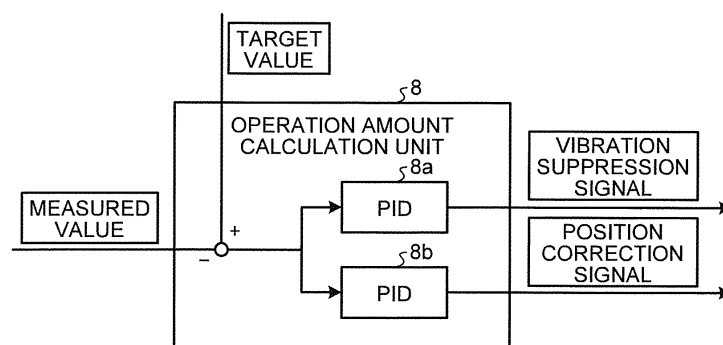 TARGET
VALUE
8
OPERATION AMOUNT
CALCULATION UNIT
8a
PID
VIBRATION
SUPPRESSION
SIGNAL
MEASURED
VALUE
+
−
8b
PID
POSITION
CORRECTION
SIGNAL